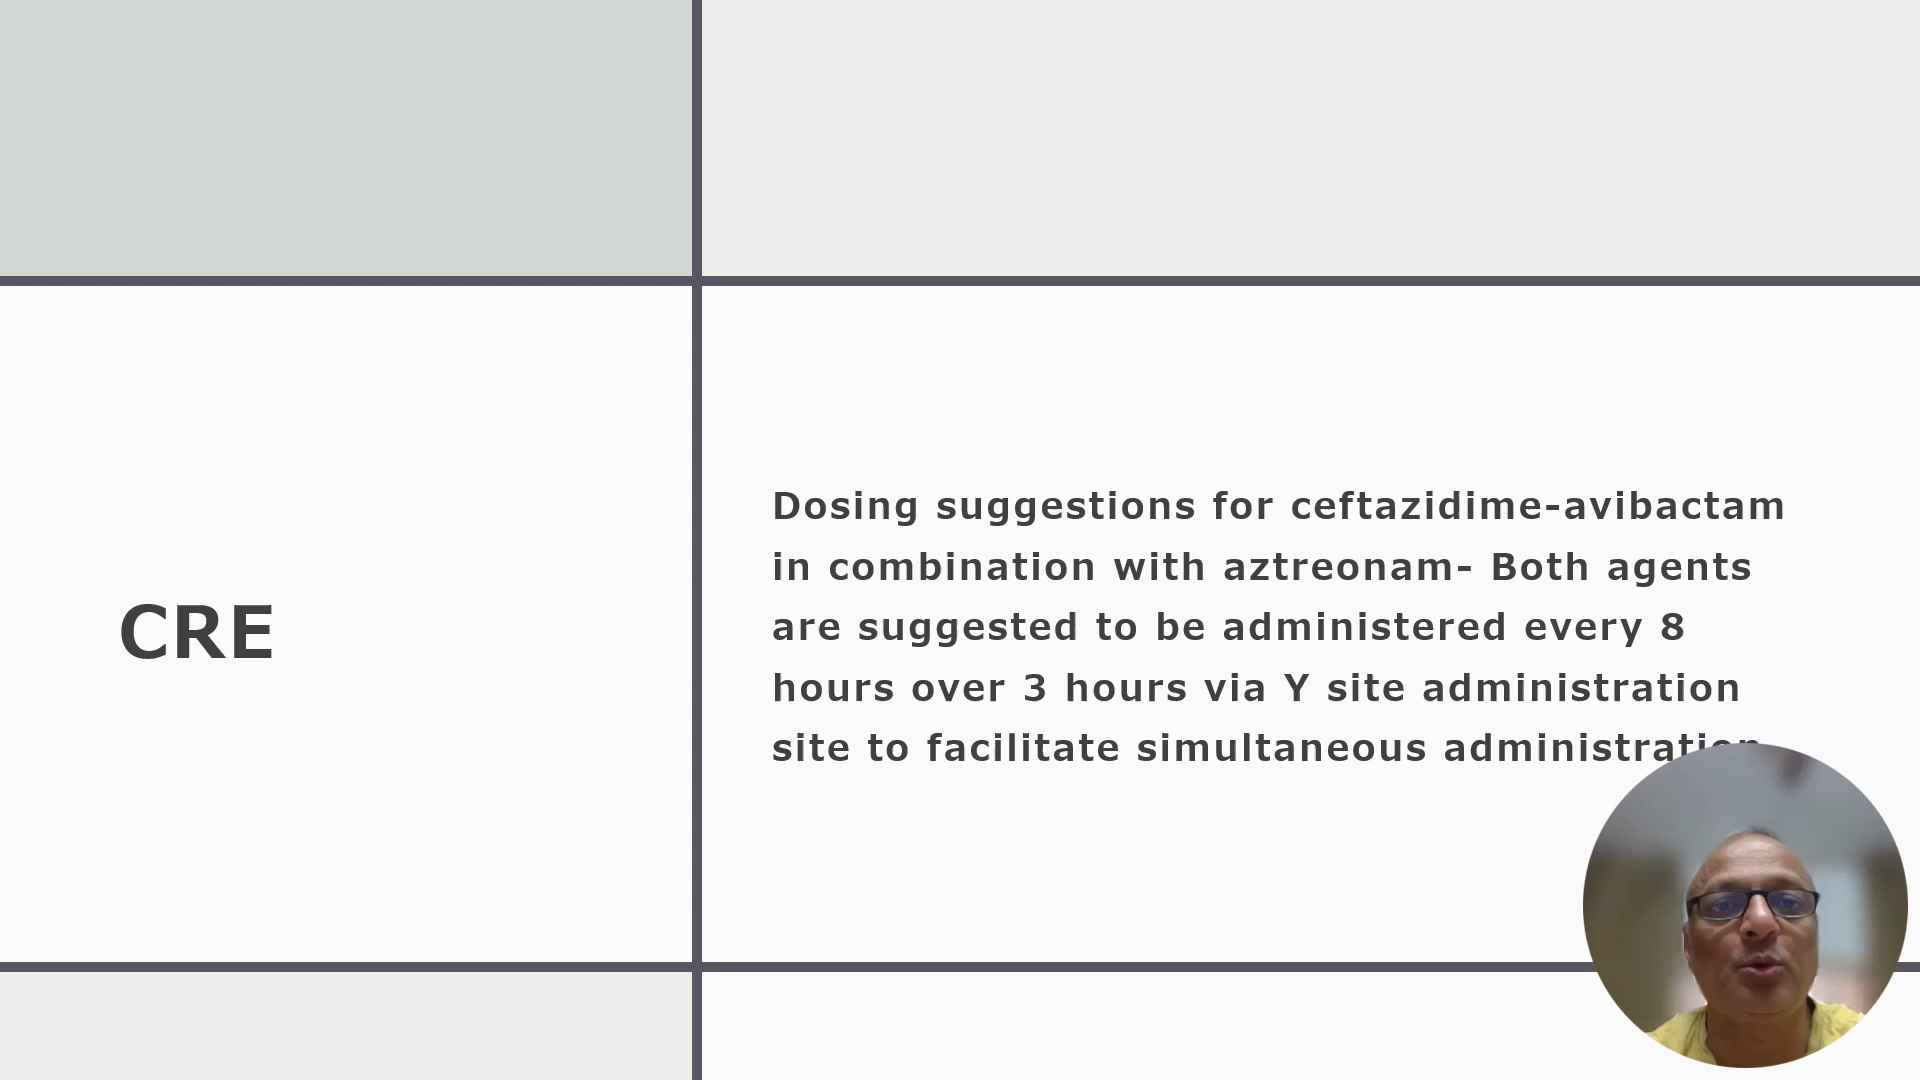 CRE
Dosing suggestions for ceftazidime-avibactam
in combination with aztreonam- Both agents
are suggested to be administered every 8
hours over 3 hours via Y site administration
site to facilitate simultaneous administration